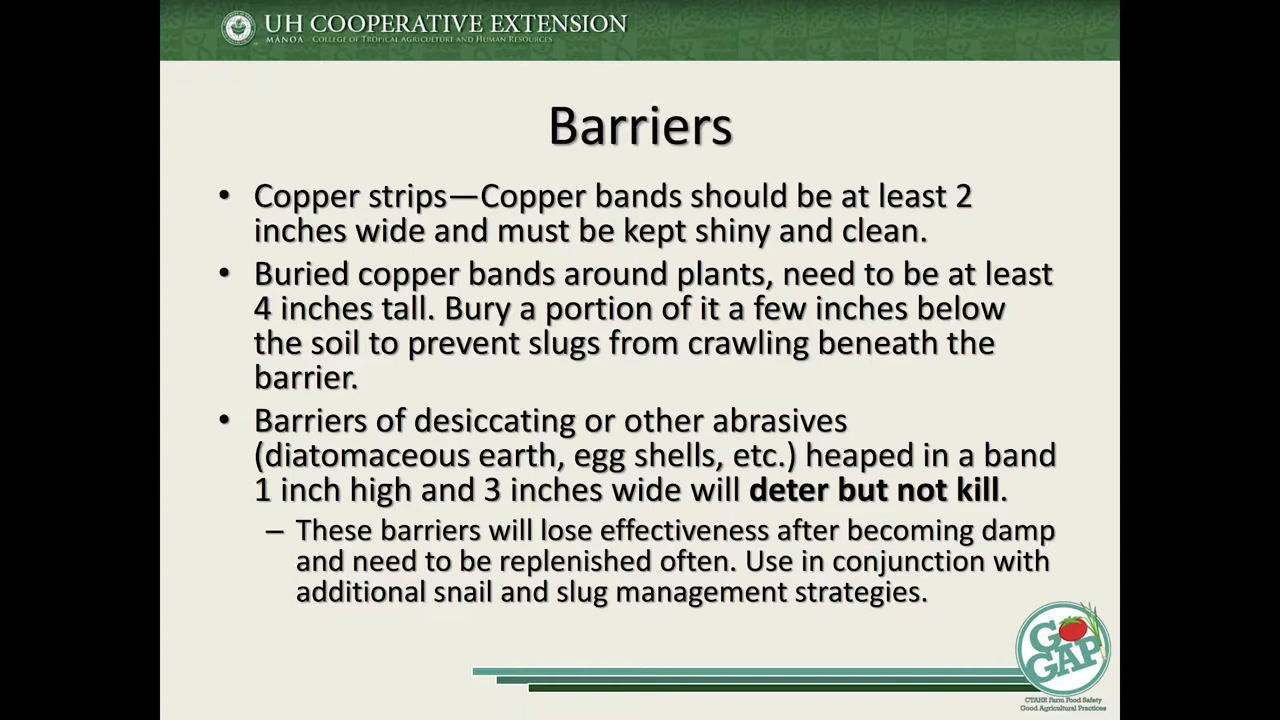 UH COOPERATIVE EXTENSION
MĀNOA COLLEGE OF TROPICAL AGRICULTURE AND HUMAN RESOURCES
Barriers
• Copper strips—Copper bands should be at least 2
inches wide and must be kept shiny and clean.
• Buried copper bands around plants, need to be at least
4 inches tall. Bury a portion of it a few inches below
the soil to prevent slugs from crawling beneath the
barrier.
• Barriers of desiccating or other abrasives
(diatomaceous earth, egg shells, etc.) heaped in a band
1 inch high and 3 inches wide will deter but not kill.
– These barriers will lose effectiveness after becoming damp
and need to be replenished often. Use in conjunction with
additional snail and slug management strategies.
GO
GAP
CTAHR Farm Food Safety
Good Agricultural Practices